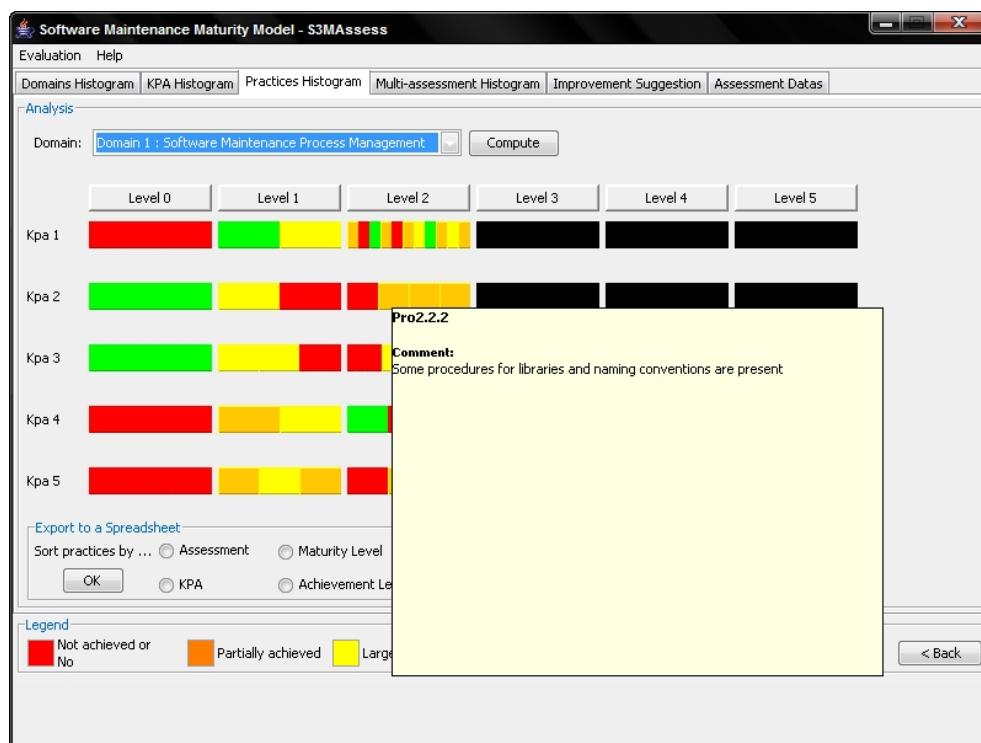 Software Maintenance Maturity Model - S3MAssess
Evaluation Help
Domains Histogram KPA Histogram Practices Histogram Multi-assessment Histogram Improvement Suggestion Assessment Datas
Analysis
Domain: Domain 1 : Software Maintenance Process Management Compute
Level 0 Level 1 Level 2 Level 3 Level 4 Level 5
Kpa 1
Kpa 2
Pro2.2.2
Comment:
Kpa 3
Some procedures for libraries and naming conventions are present
Kpa 4
Kpa 5
Export to a Spreadsheet
Sort practices by ... Assessment Maturity Level
OK KPA Achievement Le
Legend
Not achieved or
No
Partially achieved Large
< Back